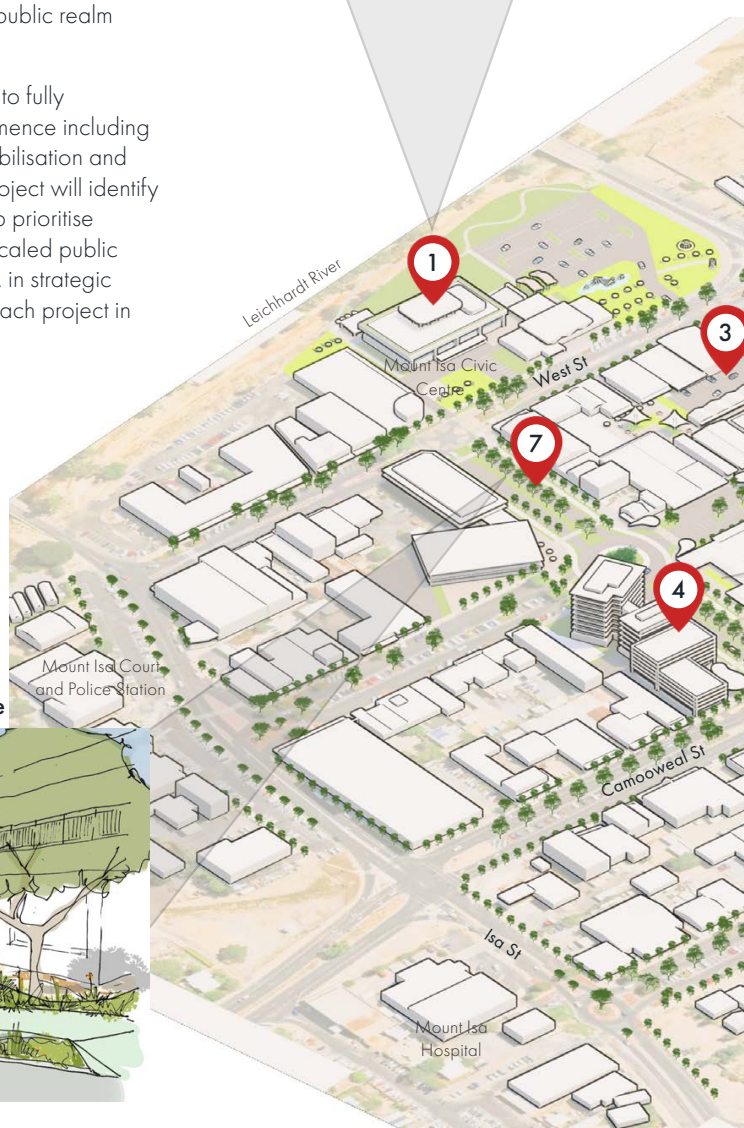 public realm
to fully
mence including
bilisation and
oject will identify
o prioritise
caled public
in strategic
ach project in
1
Leichhardt River
3
Mount Isa Civic
Centre
West St
7
4
Mount Isa Court
and Police Station
e
Camooweal St
Isa St
Mount Isa
Hospital